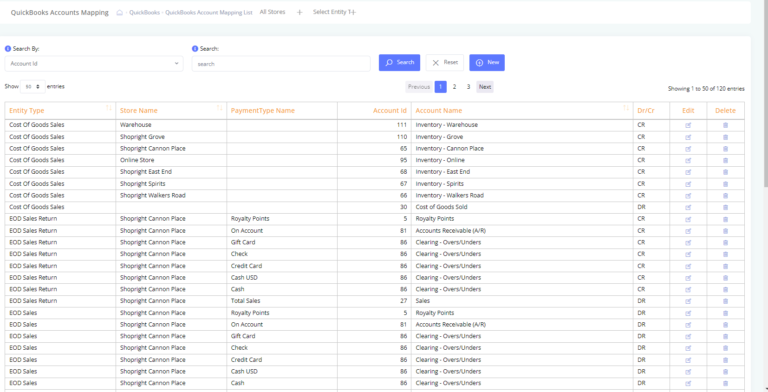 QuickBooks Accounts Mapping - QuickBooks - QuickBooks Account Mapping List All Stores + Select Entity T+
Search By: Search:
Account Id search Search Reset New
Show 50 entries Previous 1 2 3 Next Showing 1 to 50 of 120 entries
Entity Type Store Name PaymentType Name Account Id Account Name Dr/Cr Edit Delete
Cost Of Goods Sales Warehouse 111 Inventory - Warehouse CR
Cost Of Goods Sales Shopright Grove 110 Inventory - Grove CR
Cost Of Goods Sales Shopright Cannon Place 65 Inventory - Cannon Place CR
Cost Of Goods Sales Online Store 95 Inventory - Online CR
Cost Of Goods Sales Shopright East End 68 Inventory - East End CR
Cost Of Goods Sales Shopright Spirits 67 Inventory - Spirits CR
Cost Of Goods Sales Shopright Walkers Road 66 Inventory - Walkers Road CR
Cost Of Goods Sales 30 Cost of Goods Sold DR
EOD Sales Return Shopright Cannon Place Royalty Points 5 Royalty Points CR
EOD Sales Return Shopright Cannon Place On Account 81 Accounts Receivable (A/R) CR
EOD Sales Return Shopright Cannon Place Gift Card 86 Clearing - Overs/Unders CR
EOD Sales Return Shopright Cannon Place Check 86 Clearing - Overs/Unders CR
EOD Sales Return Shopright Cannon Place Credit Card 86 Clearing - Overs/Unders CR
EOD Sales Return Shopright Cannon Place Cash USD 86 Clearing - Overs/Unders CR
EOD Sales Return Shopright Cannon Place Cash 86 Clearing - Overs/Unders CR
EOD Sales Return Shopright Cannon Place Total Sales 27 Sales DR
EOD Sales Shopright Cannon Place Royalty Points 5 Royalty Points DR
EOD Sales Shopright Cannon Place On Account 81 Accounts Receivable (A/R) DR
EOD Sales Shopright Cannon Place Gift Card 86 Clearing - Overs/Unders DR
EOD Sales Shopright Cannon Place Check 86 Clearing - Overs/Unders DR
EOD Sales Shopright Cannon Place Credit Card 86 Clearing - Overs/Unders DR
EOD Sales Shopright Cannon Place Cash USD 86 Clearing - Overs/Unders DR
EOD Sales Shopright Cannon Place Cash 86 Clearing - Overs/Unders DR